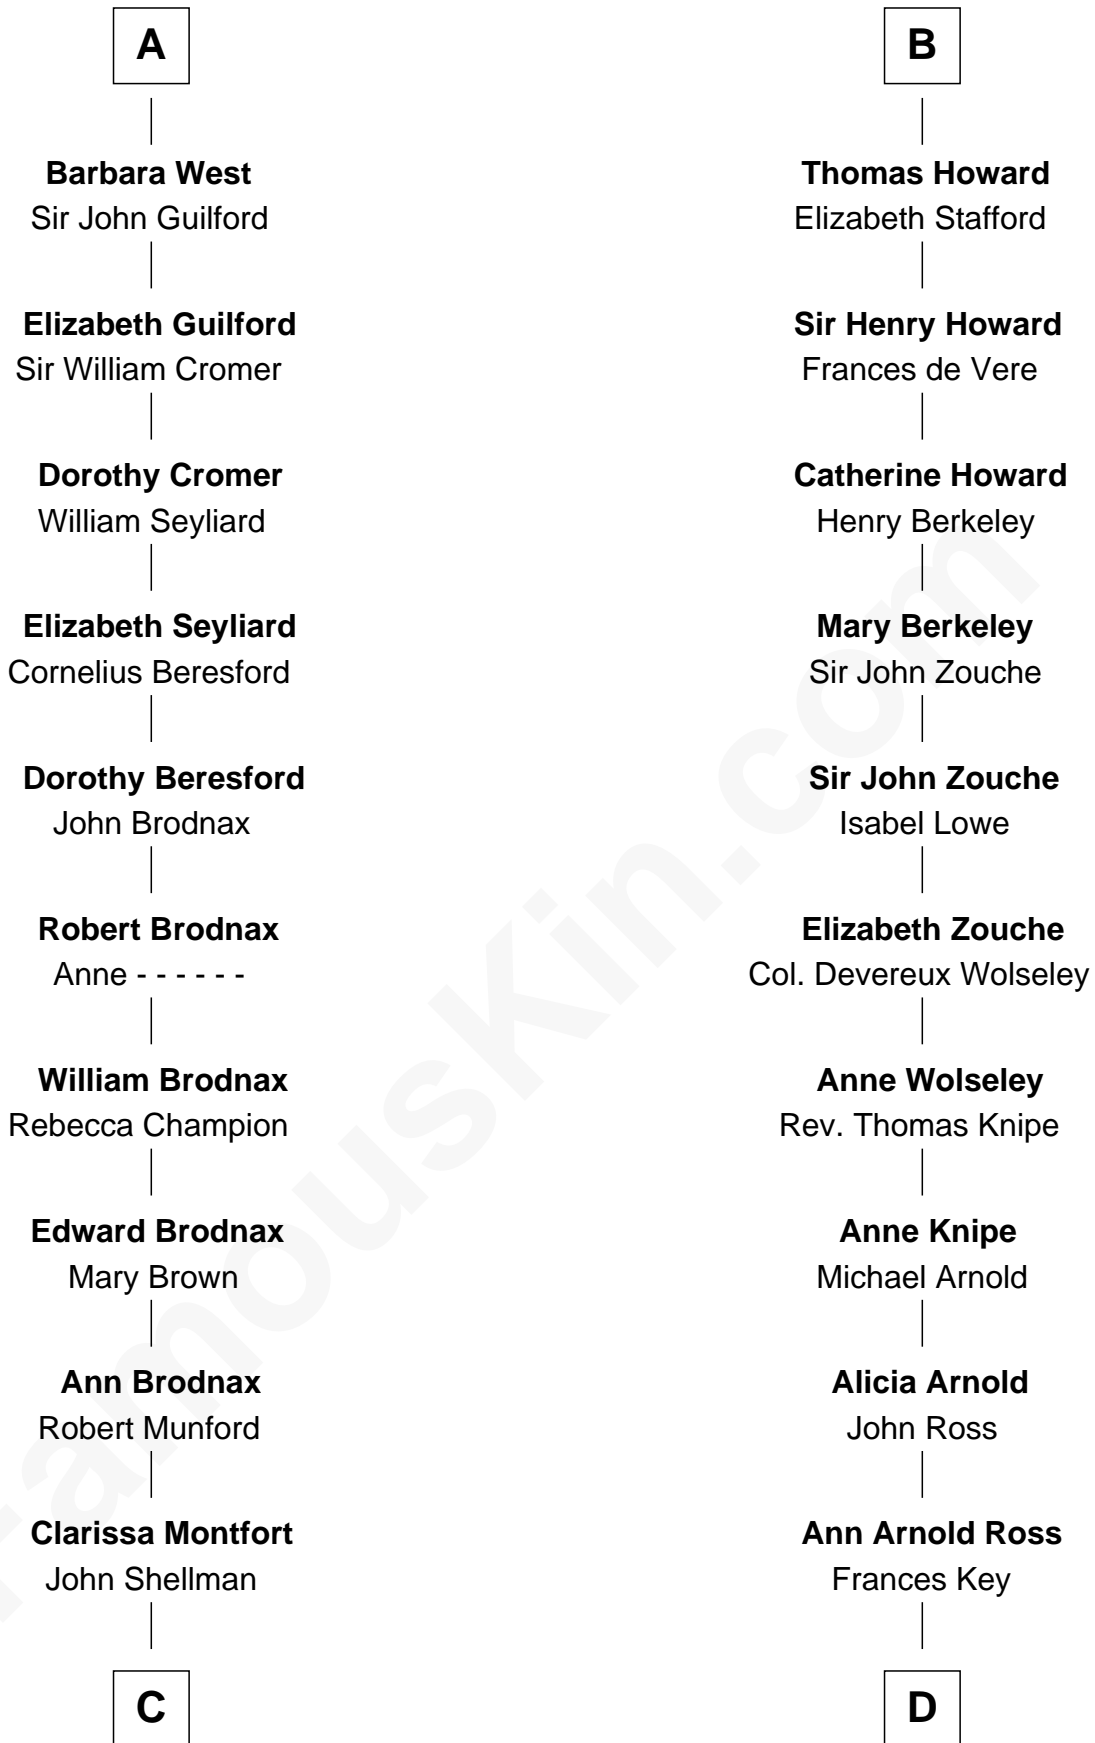 A
Barbara West
Sir John Guilford
Elizabeth Guilford
Sir William Cromer
Dorothy Cromer
William Seyliard
Elizabeth Seyliard
Cornelius Beresford
Dorothy Beresford
John Brodnax
Robert Brodnax
Anne - - - - - -
William Brodnax
Rebecca Champion
Edward Brodnax
Mary Brown
Ann Brodnax
Robert Munford
Clarissa Montfort
John Shellman
C
B
Thomas Howard
Elizabeth Stafford
Sir Henry Howard
Frances de Vere
Catherine Howard
Henry Berkeley
Mary Berkeley
Sir John Zouche
Sir John Zouche
Isabel Lowe
Elizabeth Zouche
Col. Devereux Wolseley
Anne Wolseley
Rev. Thomas Knipe
Anne Knipe
Michael Arnold
Alicia Arnold
John Ross
Ann Arnold Ross
Frances Key
D
FamousKin.com